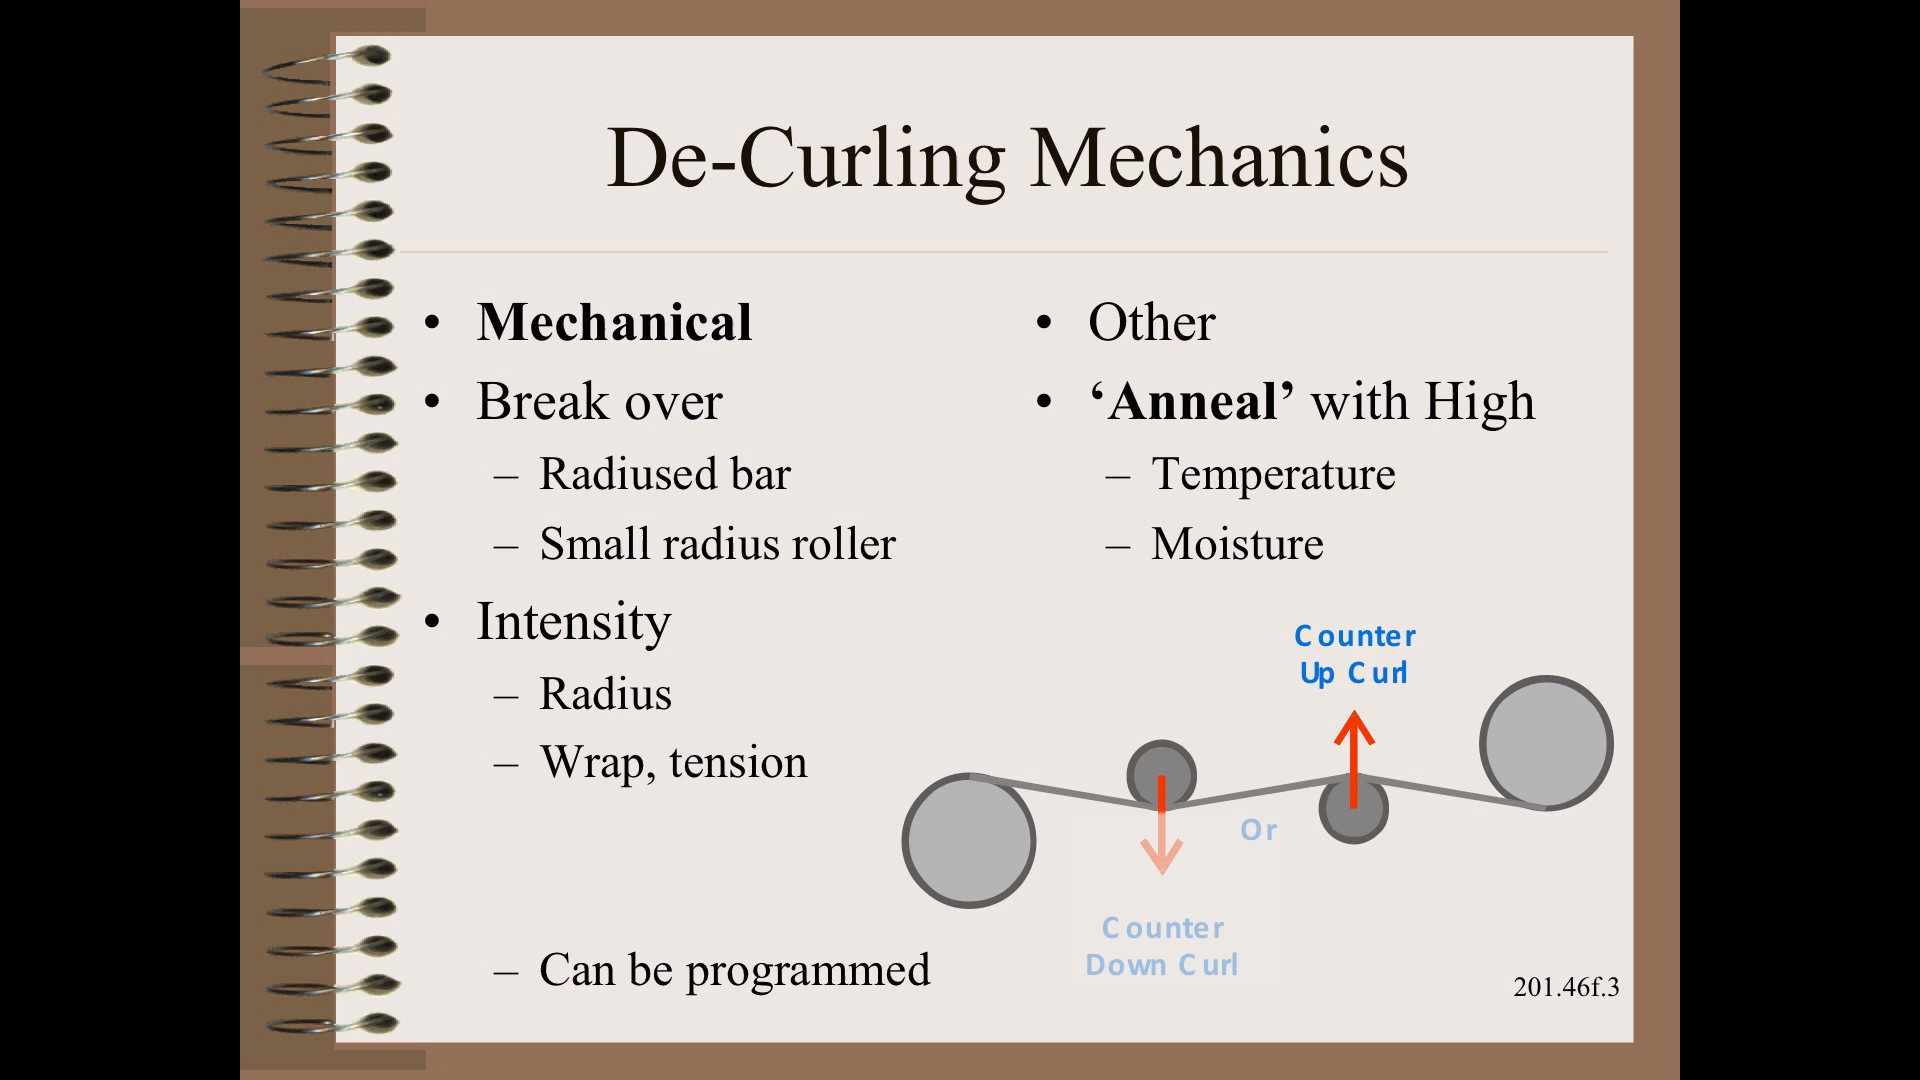 De-Curling Mechanics
• Mechanical
• Break over
– Radiused bar
– Small radius roller
• Intensity
– Radius
– Wrap, tension
– Can be programmed
• Other
• ‘Anneal’ with High
– Temperature
– Moisture
Counter
Up Curl
Or
Counter
Down Curl
201.46f.3